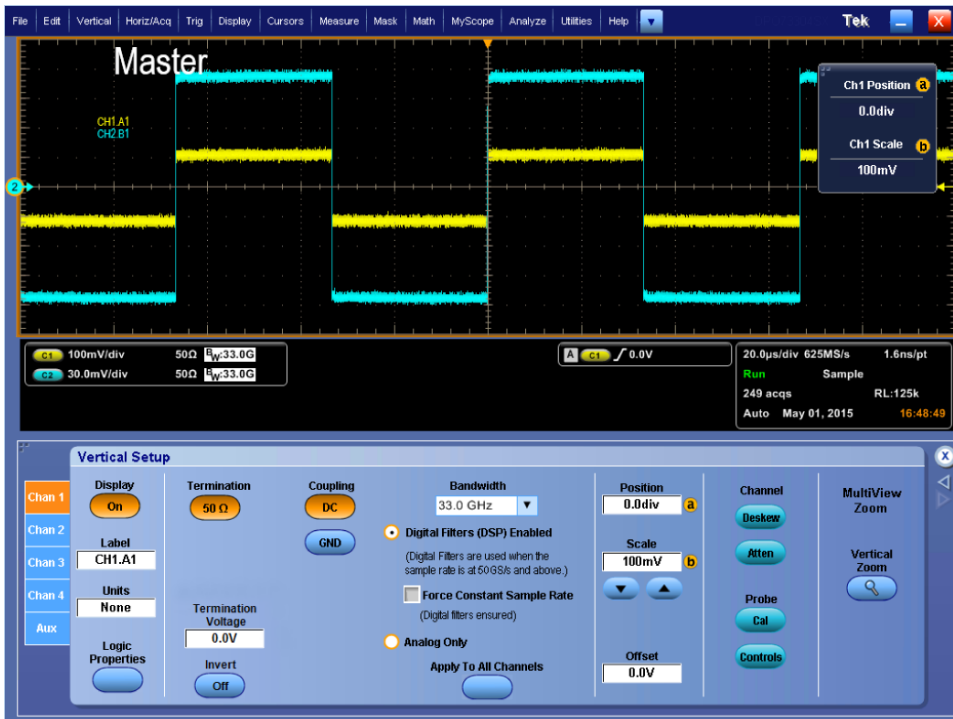 File Edit Vertical Horiz/Acq Trig Display Cursors Measure Mask Math MyScope Analyze Utilities Help Tek X
Master
CH1.A1
CH2.B1
Ch1 Position a
0.0div
Ch1 Scale b
100mV
2
C1 100mV/div 50Ω BW:33.0G
C2 30.0mV/div 50Ω BW:33.0G
A C1 0.0V
20.0µs/div 625MS/s 1.6ns/pt
Run Sample
249 acqs RL:125k
Auto May 01, 2015 16:48:49
Vertical Setup
X
Chan 1
Chan 2
Chan 3
Chan 4
Aux
Display
On
Label
CH1.A1
Units
None
Logic
Properties
Termination
50 Ω
Termination
Voltage
0.0V
Invert
Off
Coupling
DC
GND
Bandwidth
33.0 GHz
Digital Filters (DSP) Enabled
(Digital Filters are used when the
sample rate is at 50GS/s and above.)
Force Constant Sample Rate
(Digital filters ensured)
Analog Only
Apply To All Channels
Position
0.0div a
Scale
100mV b
Offset
0.0V
Channel
Deskew
Atten
Probe
Cal
Controls
MultiView
Zoom
Vertical
Zoom